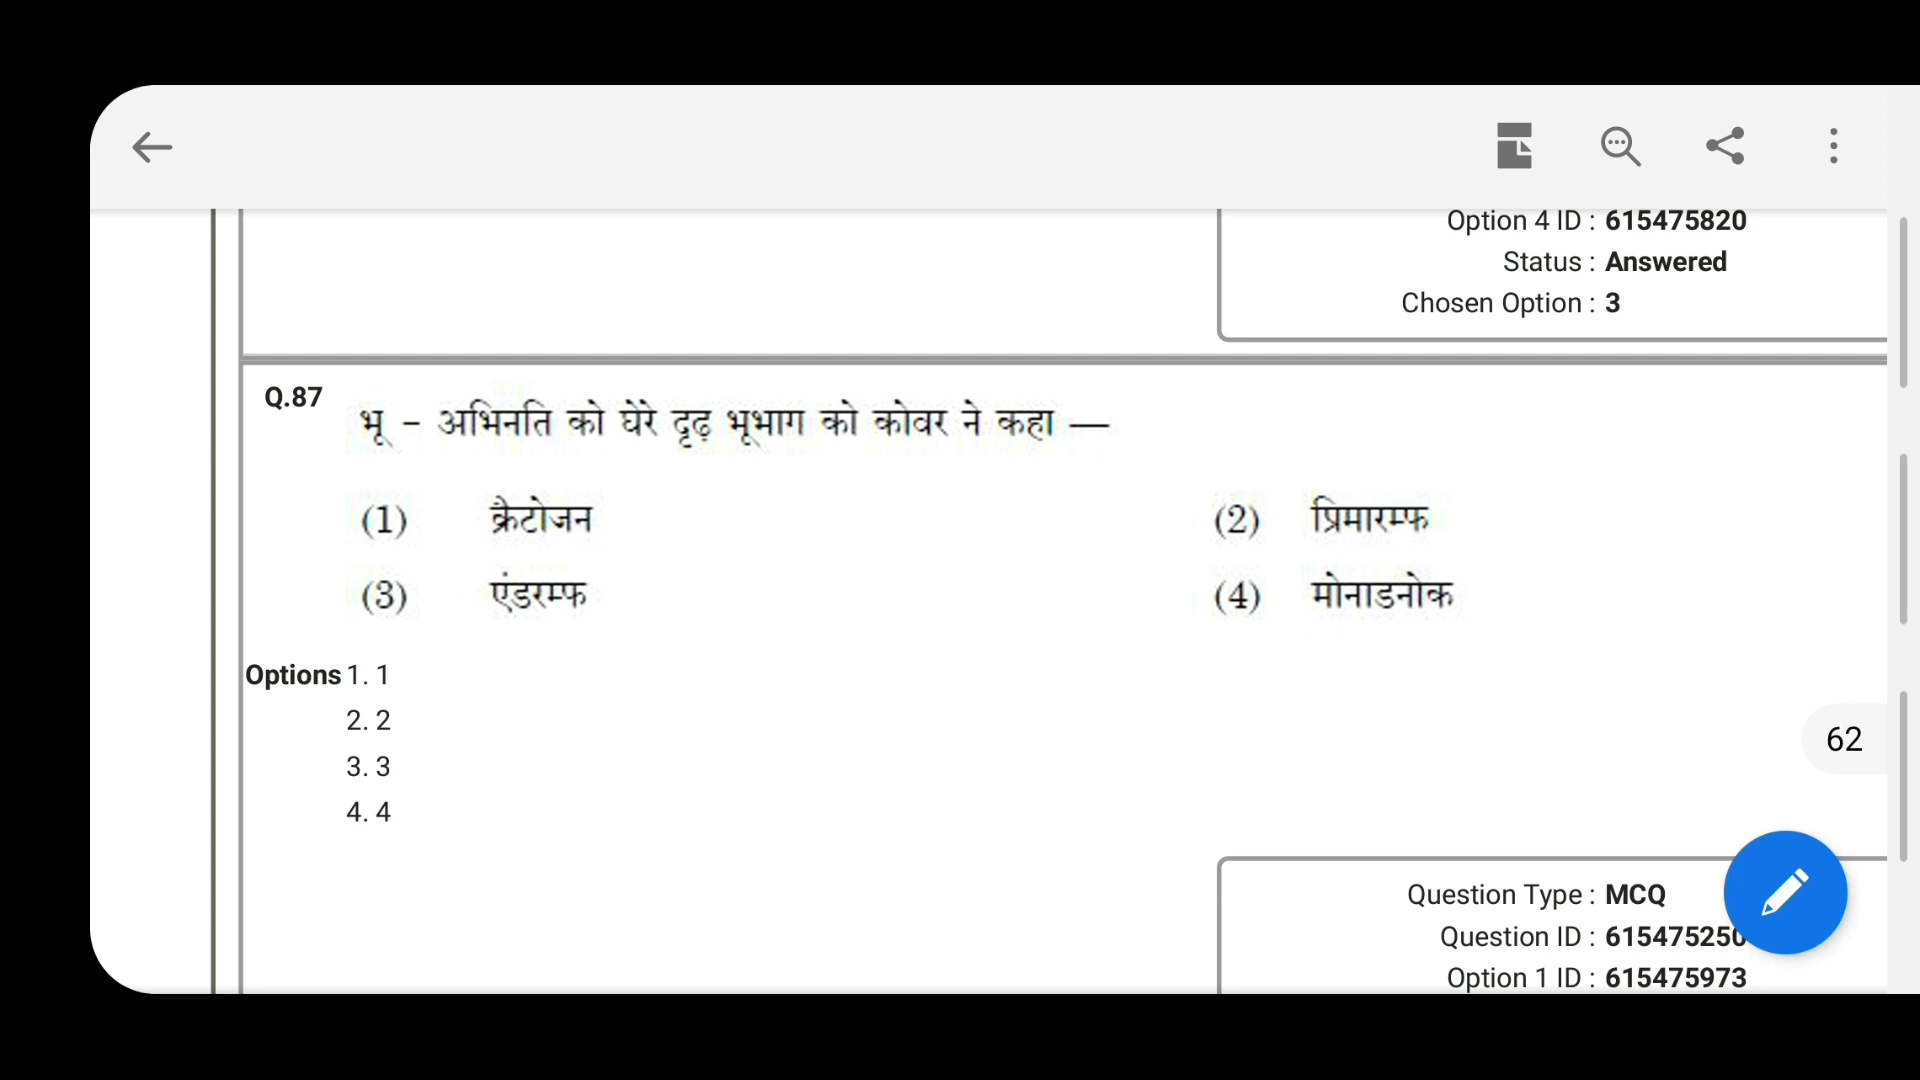 Option 4 ID : 615475820
Status : Answered
Chosen Option : 3
Q.87
भू - अभिनति को घेरे दृढ़ भूभाग को कोवर ने कहा —
(1) क्रैटोजन (2) प्रिमारम्फ
(3) एंडरम्फ (4) मोनाडनोक
Options 1. 1
2. 2
3. 3
4. 4
62
Question Type : MCQ
Question ID : 615475250
Option 1 ID : 615475973